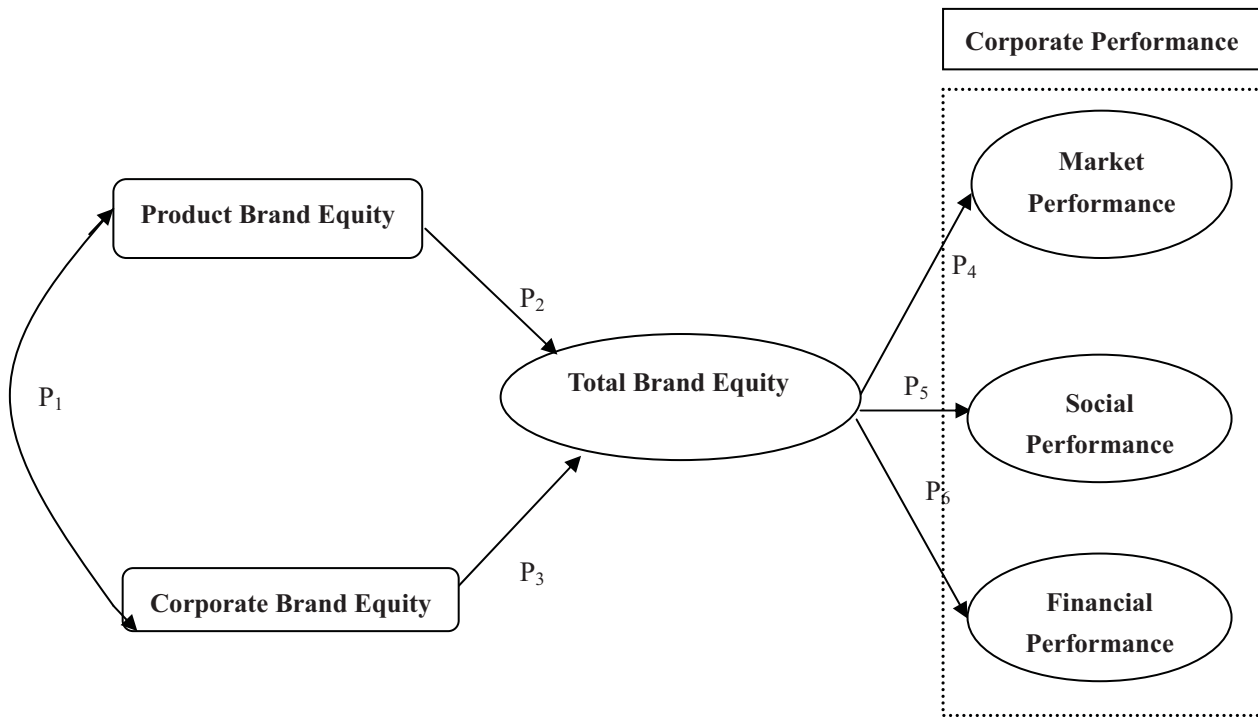 Corporate Performance
Market
Performance
Product Brand Equity
P₂
P₄
Total Brand Equity
P₁
P₅
Social
Performance
P₆
P₃
Corporate Brand Equity
Financial
Performance